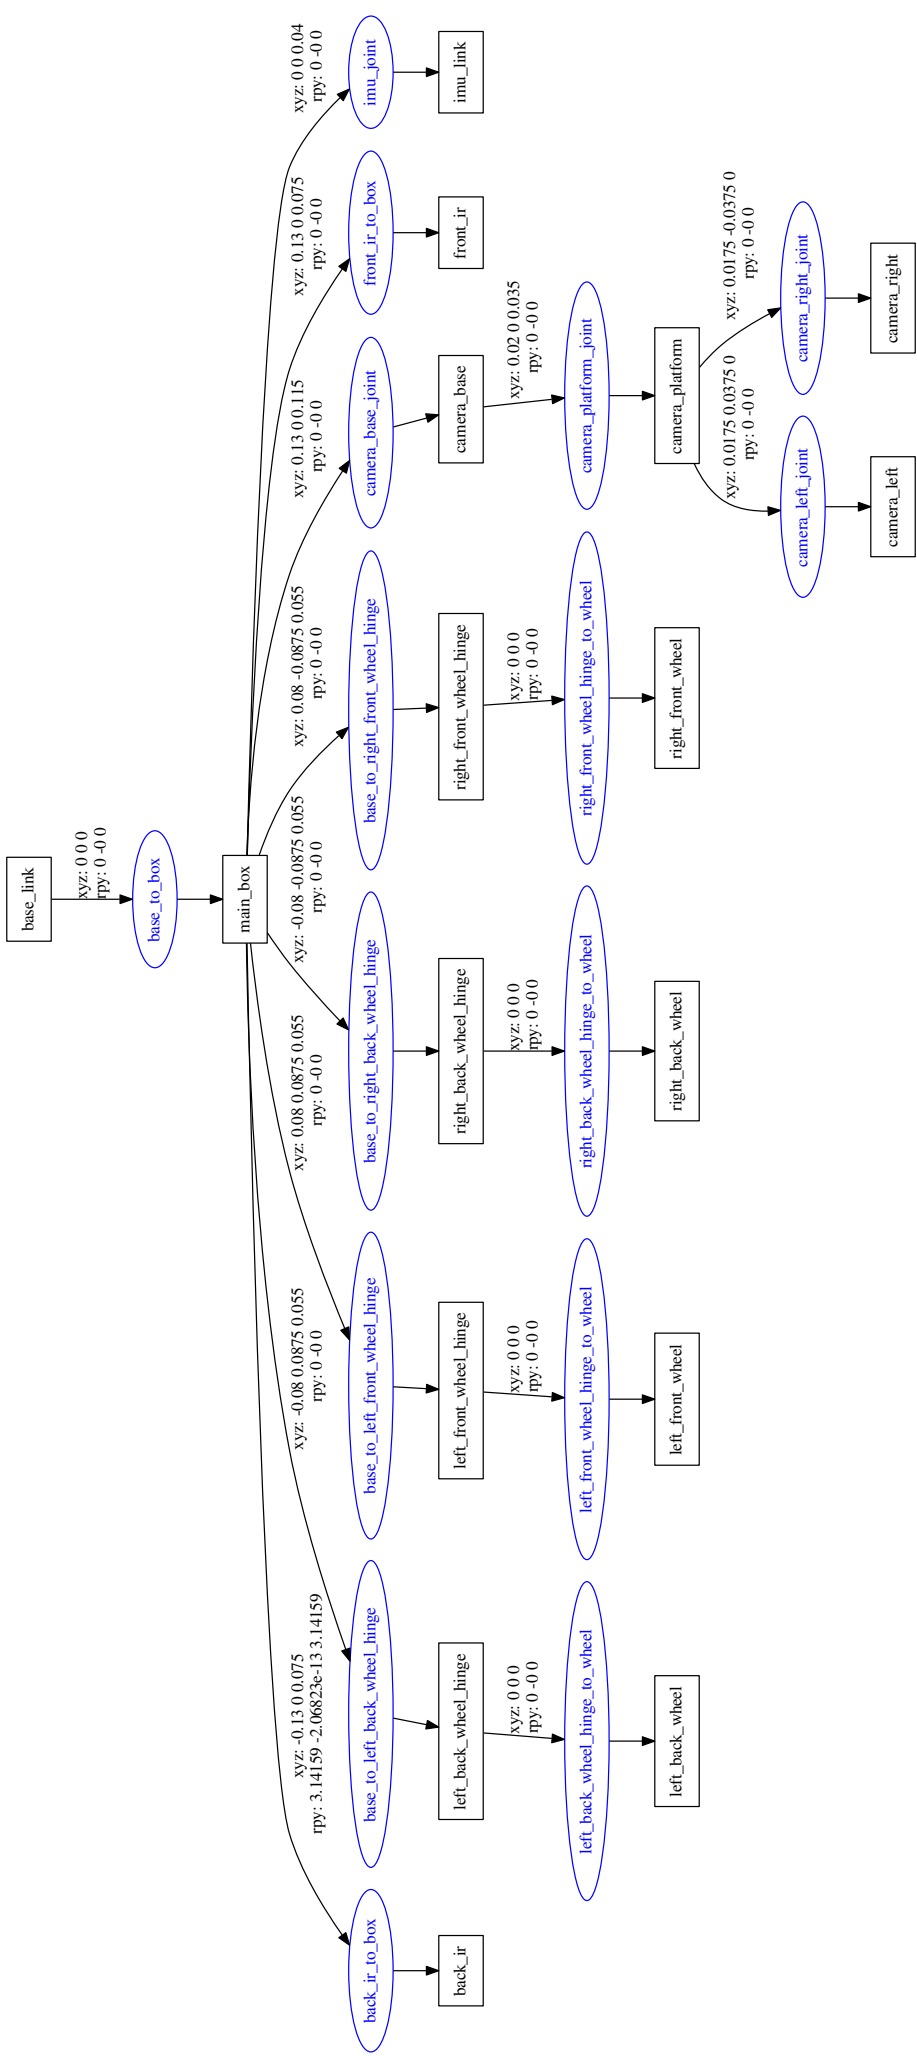 base_link
xyz: 0 0 0
rpy: 0 -0 0
base_to_box
main_box
xyz: -0.13 0 0.075
rpy: 3.14159 -2.06823e-13 3.14159
xyz: -0.08 0.0875 0.055
rpy: 0 -0 0
xyz: 0.08 0.0875 0.055
rpy: 0 -0 0
xyz: -0.08 -0.0875 0.055
rpy: 0 -0 0
xyz: 0.08 -0.0875 0.055
rpy: 0 -0 0
xyz: 0.13 0 0.115
rpy: 0 -0 0
xyz: 0.13 0 0.075
rpy: 0 -0 0
xyz: 0 0 0.04
rpy: 0 -0 0
back_ir_to_box
base_to_left_back_wheel_hinge
base_to_left_front_wheel_hinge
base_to_right_back_wheel_hinge
base_to_right_front_wheel_hinge
camera_base_joint
front_ir_to_box
imu_joint
back_ir
left_back_wheel_hinge
left_front_wheel_hinge
right_back_wheel_hinge
right_front_wheel_hinge
camera_base
front_ir
imu_link
xyz: 0 0 0
rpy: 0 -0 0
xyz: 0 0 0
rpy: 0 -0 0
xyz: 0 0 0
rpy: 0 -0 0
xyz: 0 0 0
rpy: 0 -0 0
xyz: 0.02 0 0.035
rpy: 0 -0 0
left_back_wheel_hinge_to_wheel
left_front_wheel_hinge_to_wheel
right_back_wheel_hinge_to_wheel
right_front_wheel_hinge_to_wheel
camera_platform_joint
left_back_wheel
left_front_wheel
right_back_wheel
right_front_wheel
camera_platform
xyz: 0.0175 0.0375 0
rpy: 0 -0 0
xyz: 0.0175 -0.0375 0
rpy: 0 -0 0
camera_left_joint
camera_right_joint
camera_left
camera_right